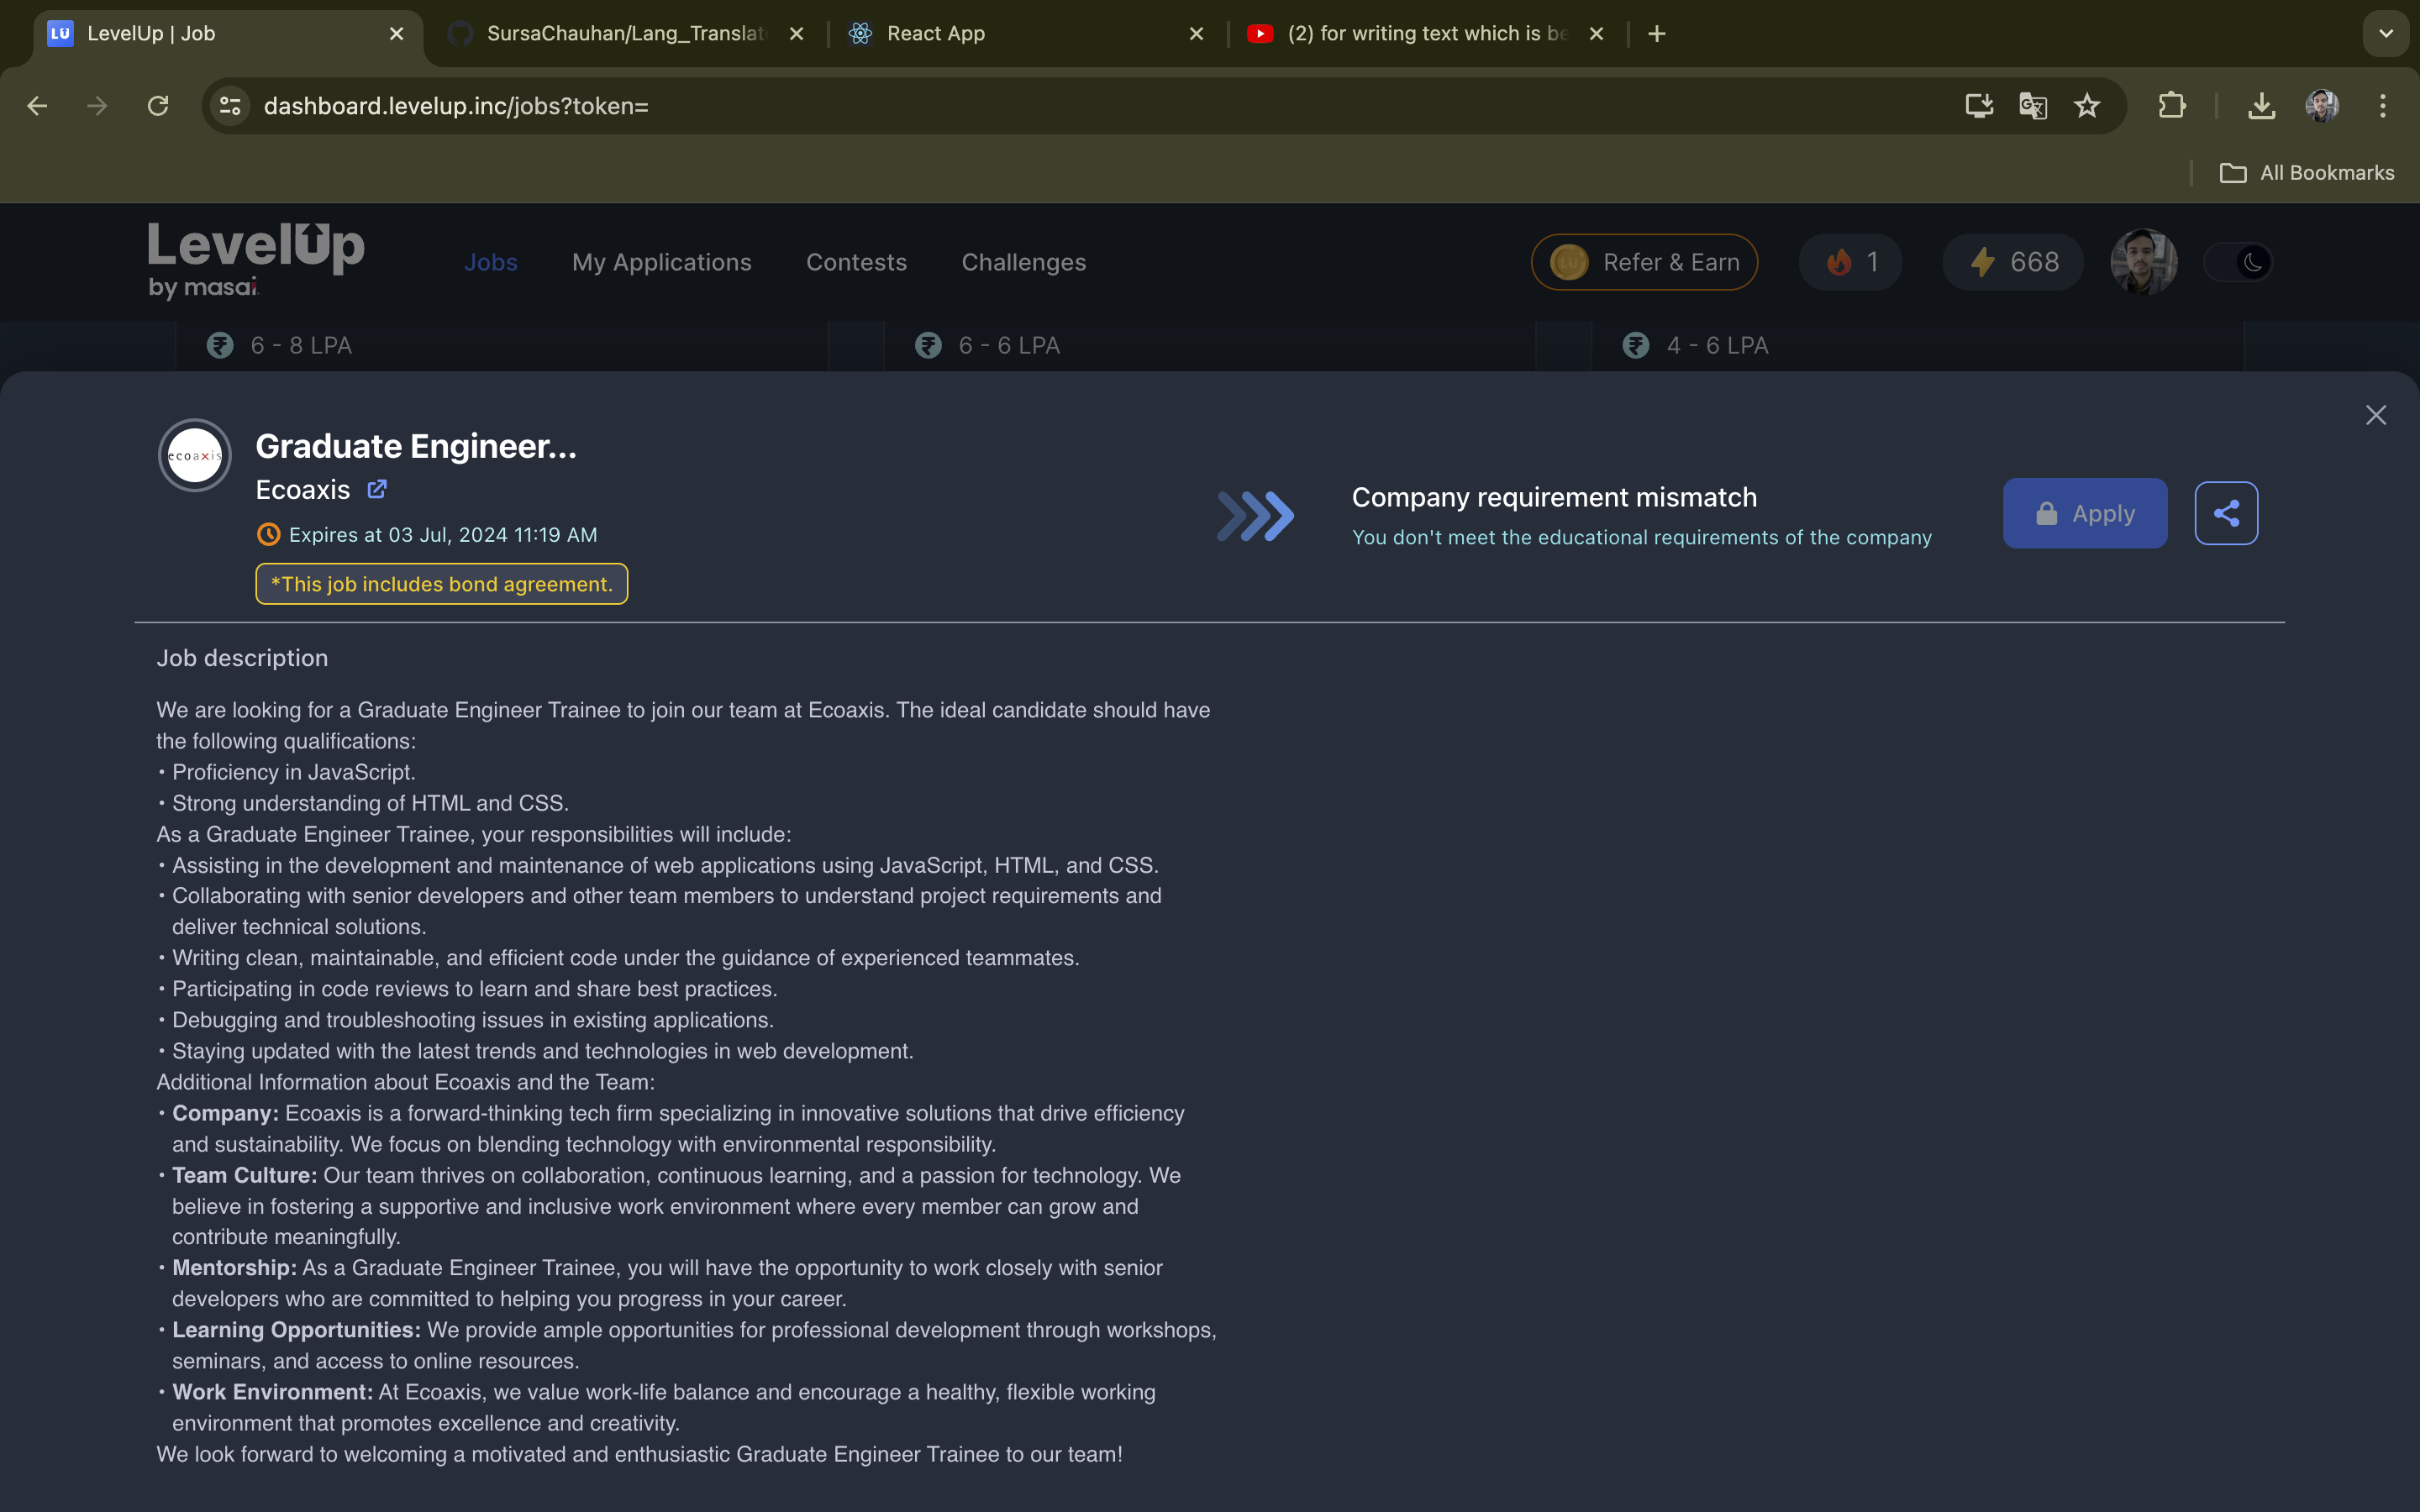 LevelUp | Job
SursaChauhan/Lang_Translat
React App
(2) for writing text which is be
dashboard.levelup.inc/jobs?token=
All Bookmarks
LevelUp
by masai
Jobs
My Applications
Contests
Challenges
Refer & Earn
1
668
6 - 8 LPA
6 - 6 LPA
4 - 6 LPA
ecoaxis
Graduate Engineer...
Ecoaxis
Expires at 03 Jul, 2024 11:19 AM
*This job includes bond agreement.
Company requirement mismatch
You don't meet the educational requirements of the company
Apply
Job description
We are looking for a Graduate Engineer Trainee to join our team at Ecoaxis. The ideal candidate should have
the following qualifications:
• Proficiency in JavaScript.
• Strong understanding of HTML and CSS.
As a Graduate Engineer Trainee, your responsibilities will include:
• Assisting in the development and maintenance of web applications using JavaScript, HTML, and CSS.
• Collaborating with senior developers and other team members to understand project requirements and
deliver technical solutions.
• Writing clean, maintainable, and efficient code under the guidance of experienced teammates.
• Participating in code reviews to learn and share best practices.
• Debugging and troubleshooting issues in existing applications.
• Staying updated with the latest trends and technologies in web development.
Additional Information about Ecoaxis and the Team:
• Company: Ecoaxis is a forward-thinking tech firm specializing in innovative solutions that drive efficiency
and sustainability. We focus on blending technology with environmental responsibility.
• Team Culture: Our team thrives on collaboration, continuous learning, and a passion for technology. We
believe in fostering a supportive and inclusive work environment where every member can grow and
contribute meaningfully.
• Mentorship: As a Graduate Engineer Trainee, you will have the opportunity to work closely with senior
developers who are committed to helping you progress in your career.
• Learning Opportunities: We provide ample opportunities for professional development through workshops,
seminars, and access to online resources.
• Work Environment: At Ecoaxis, we value work-life balance and encourage a healthy, flexible working
environment that promotes excellence and creativity.
We look forward to welcoming a motivated and enthusiastic Graduate Engineer Trainee to our team!